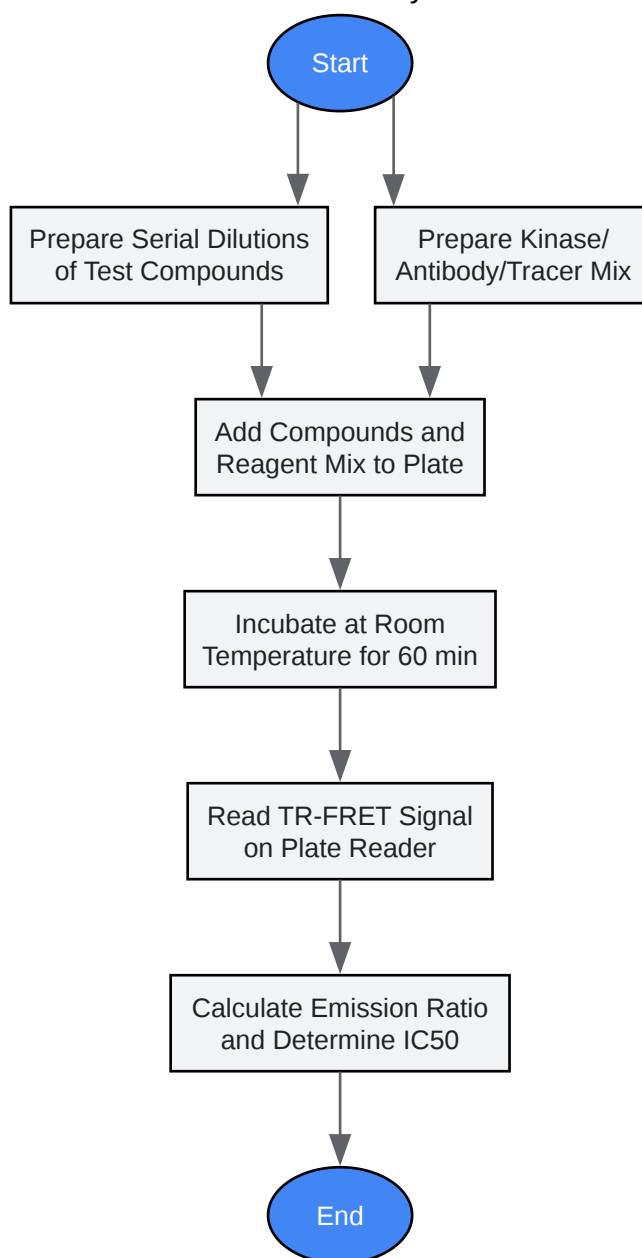 Start
Prepare Serial Dilutions
of Test Compounds
Prepare Kinase/
Antibody/Tracer Mix
Add Compounds and
Reagent Mix to Plate
Incubate at Room
Temperature for 60 min
Read TR-FRET Signal
on Plate Reader
Calculate Emission Ratio
and Determine IC50
End